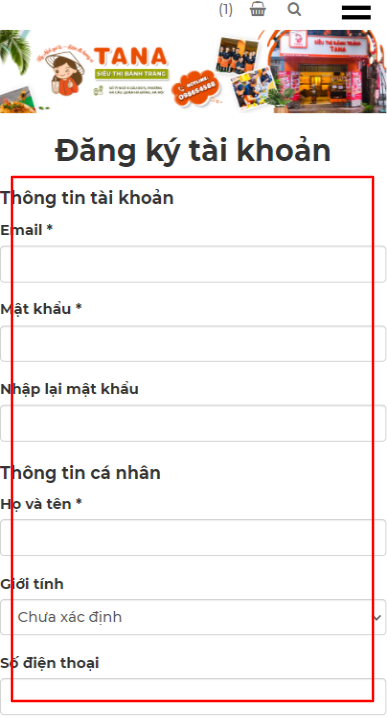 (1)
TANA
SIÊU THỊ BÁNH TRÁNG
HOTLINE:
SIÊU THỊ BÁNH TRÁNG
TANA
Đăng ký tài khoản
Thông tin tài khoản
Email *
Mật khẩu *
Nhập lại mật khẩu
Thông tin cá nhân
Họ và tên *
Giới tính
Chưa xác định
Số điện thoại